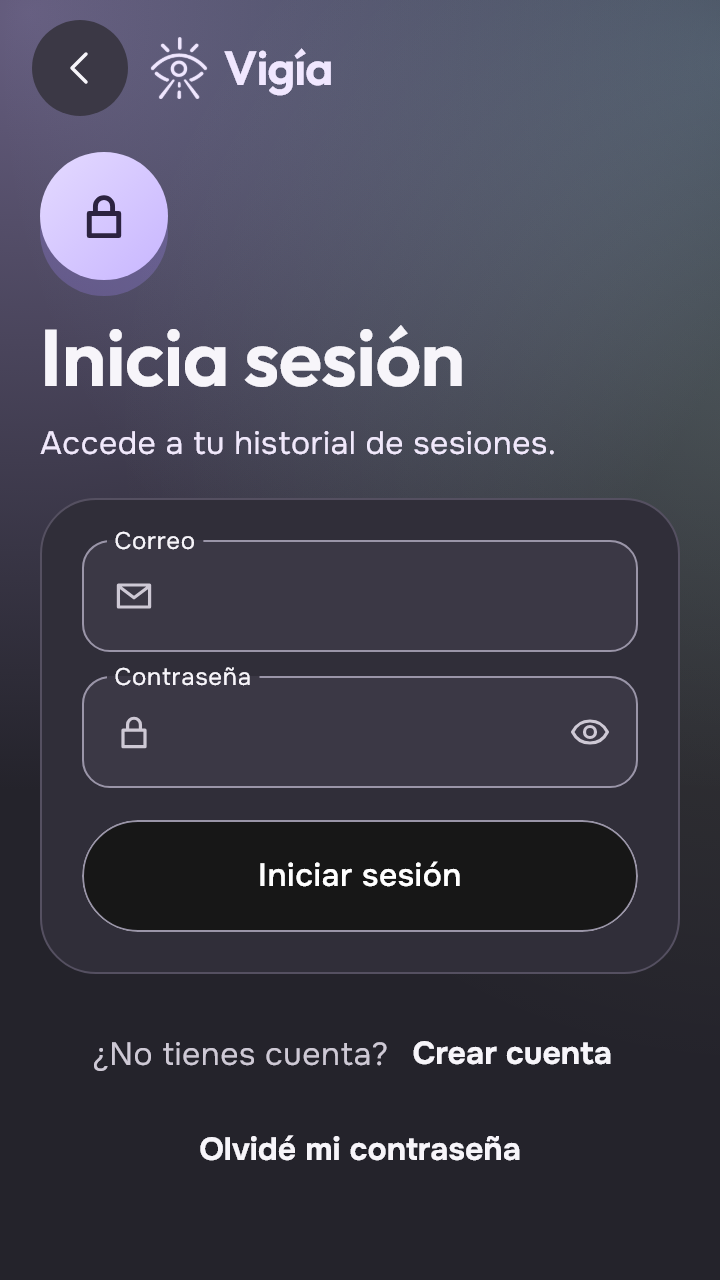 Vigía
Inicia sesión
Accede a tu historial de sesiones.
Correo
Contraseña
Iniciar sesión
¿No tienes cuenta? Crear cuenta
Olvidé mi contraseña